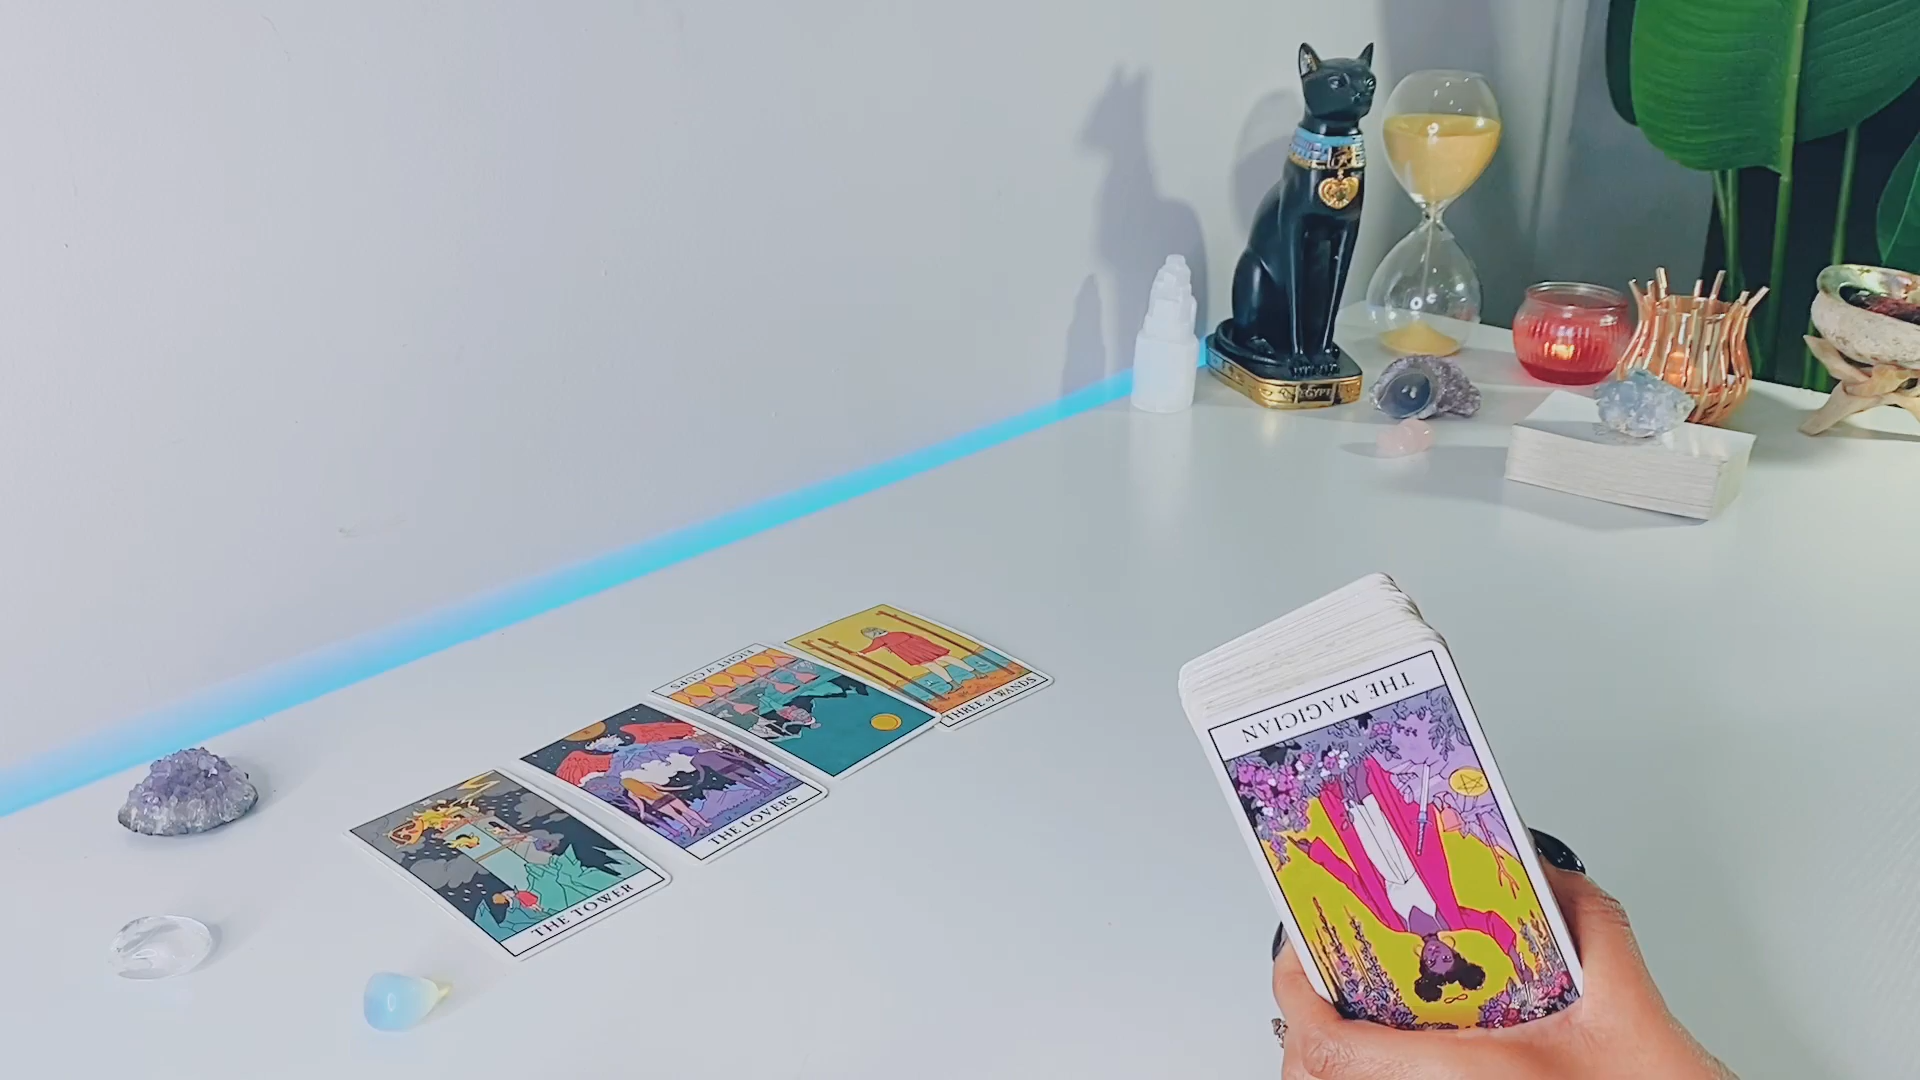 EGYPT
EIGHT of CUPS
THREE of WANDS
THE LOVERS
THE TOWER
THE MAGICIAN